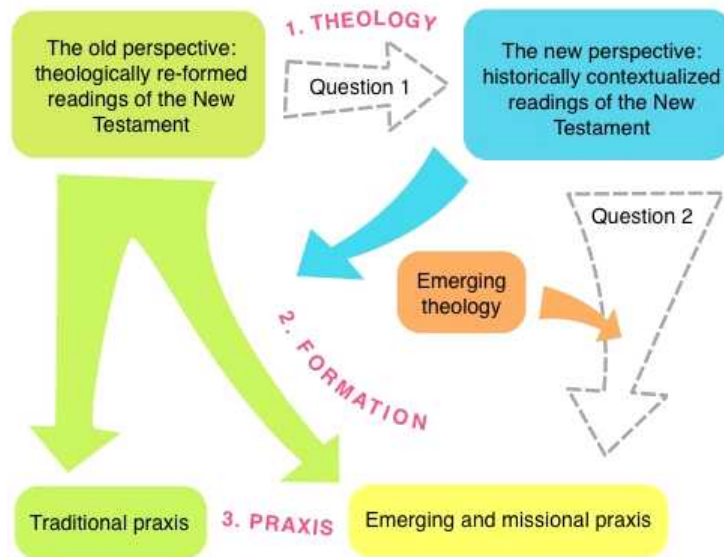 1. THEOLOGY
The old perspective:
theologically re-formed
readings of the New
Testament
Question 1
The new perspective:
historically contextualized
readings of the New
Testament
Question 2
Emerging
theology
2. FORMATION
Traditional praxis
3. PRAXIS
Emerging and missional praxis